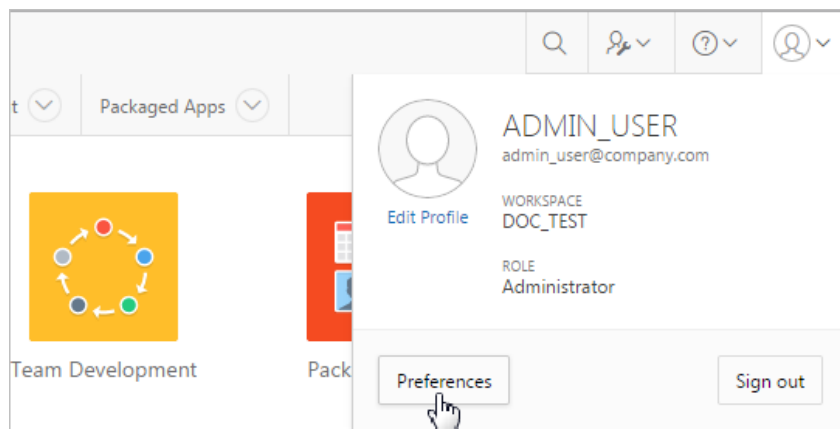 t
Packaged Apps
ADMIN_USER
admin_user@company.com
Edit Profile
WORKSPACE
DOC_TEST
ROLE
Administrator
Team Development
Pack
Preferences
Sign out